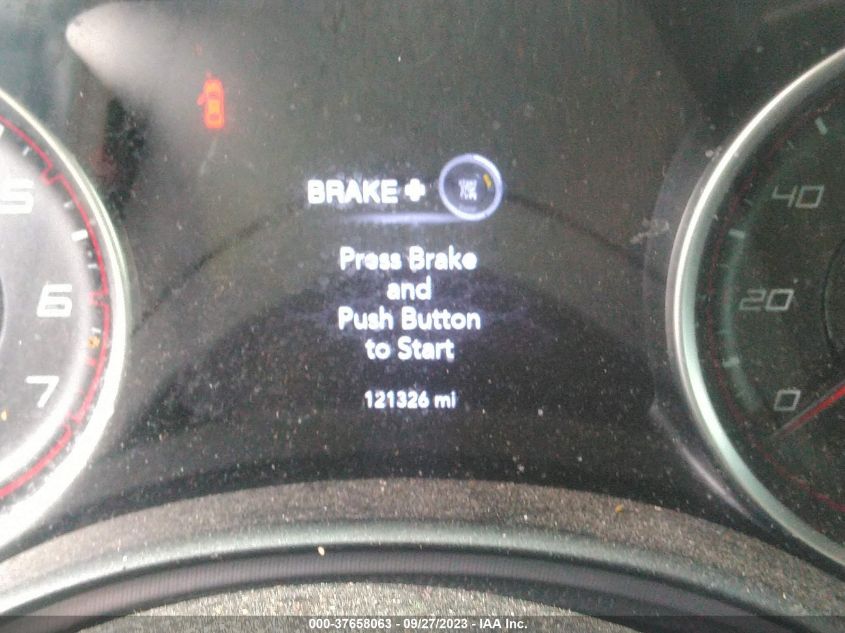 BRAKE +
Press Brake
and
Push Button
to Start
121326 mi
5
6
7
40
20
0
000-37658063 — 09/27/2023 — IAA Inc.